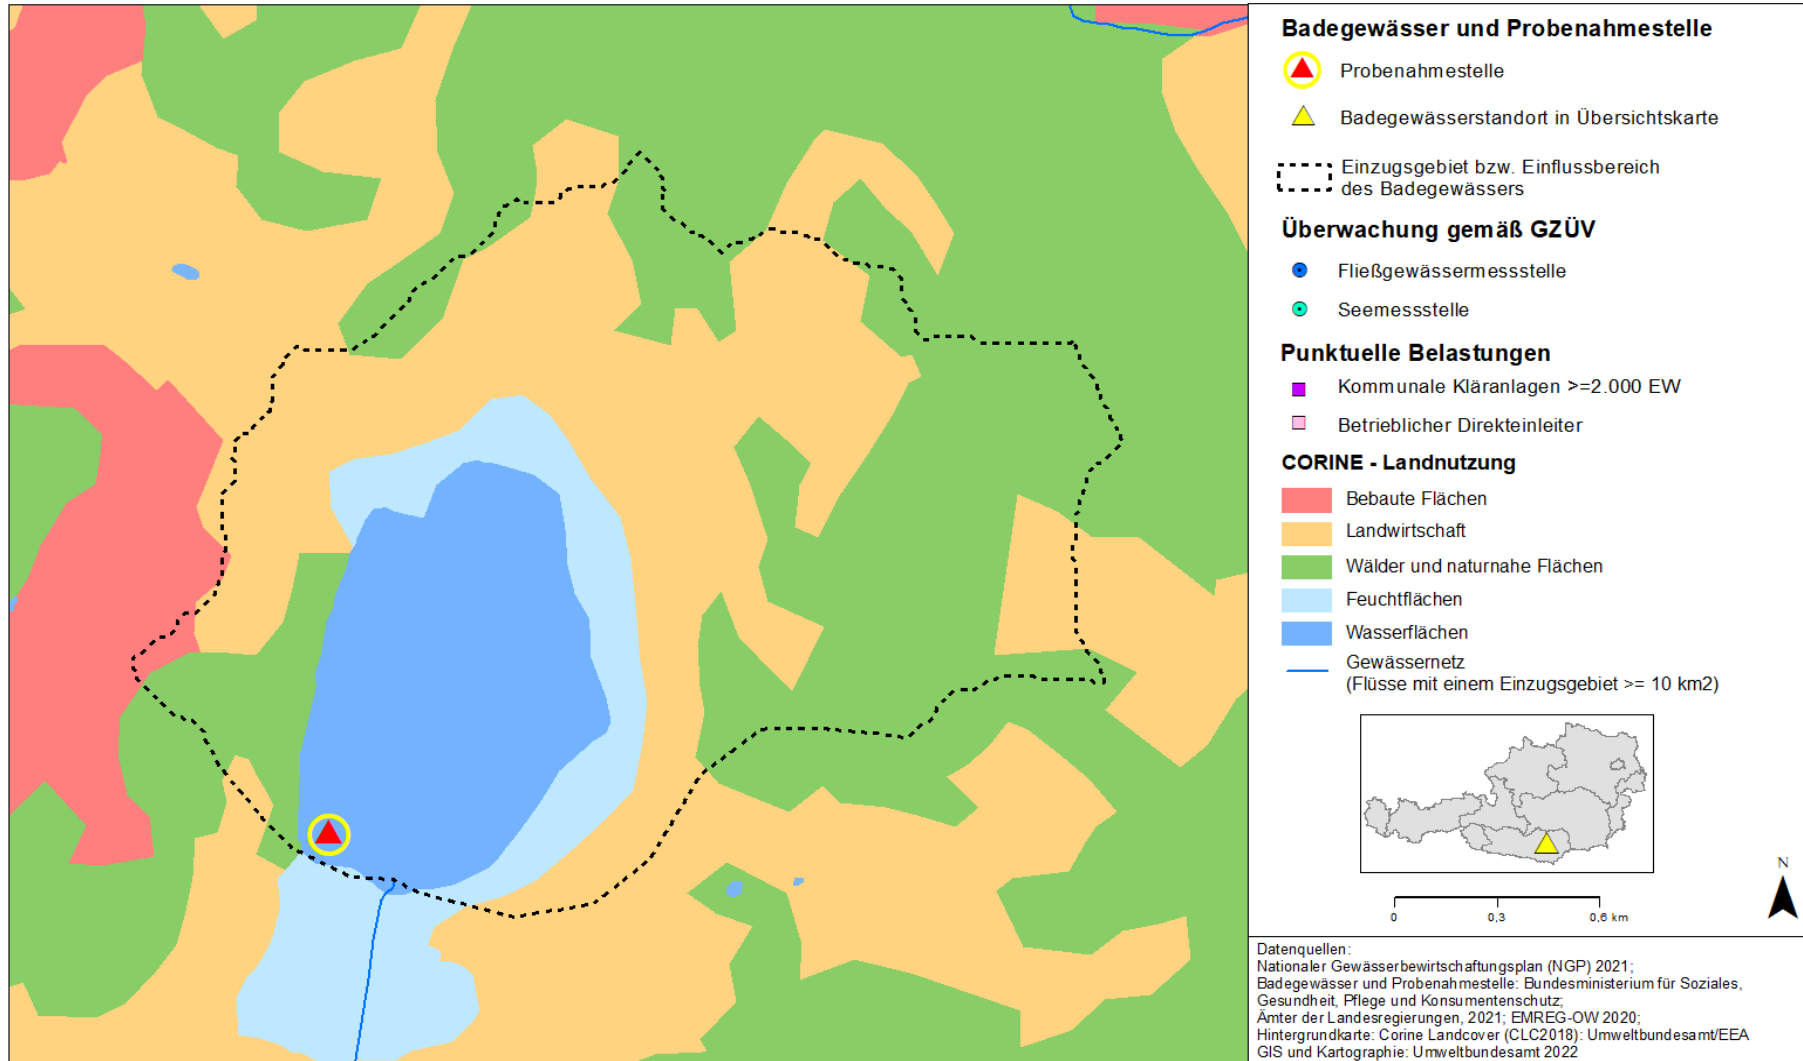 Badegewässer und Probenahmestelle
Probenahmestelle
Badegewässerstandort in Übersichtskarte
Einzugsgebiet bzw. Einflussbereich
des Badegewässers
Überwachung gemäß GZÜV
Fließgewässermessstelle
Seemessstelle
Punktuelle Belastungen
Kommunale Kläranlagen >=2.000 EW
Betrieblicher Direkteinleiter
CORINE - Landnutzung
Bebaute Flächen
Landwirtschaft
Wälder und naturnahe Flächen
Feuchtflächen
Wasserflächen
Gewässernetz
(Flüsse mit einem Einzugsgebiet >= 10 km2)
N
0 0,3 0,6 km
Datenquellen:
Nationaler Gewässerbewirtschaftungsplan (NGP) 2021;
Badegewässer und Probenahmestelle: Bundesministerium für Soziales,
Gesundheit, Pflege und Konsumentenschutz;
Ämter der Landesregierungen, 2021; EMREG-OW 2020;
Hintergrundkarte: Corine Landcover (CLC2018): Umweltbundesamt/EEA
GIS und Kartographie: Umweltbundesamt 2022